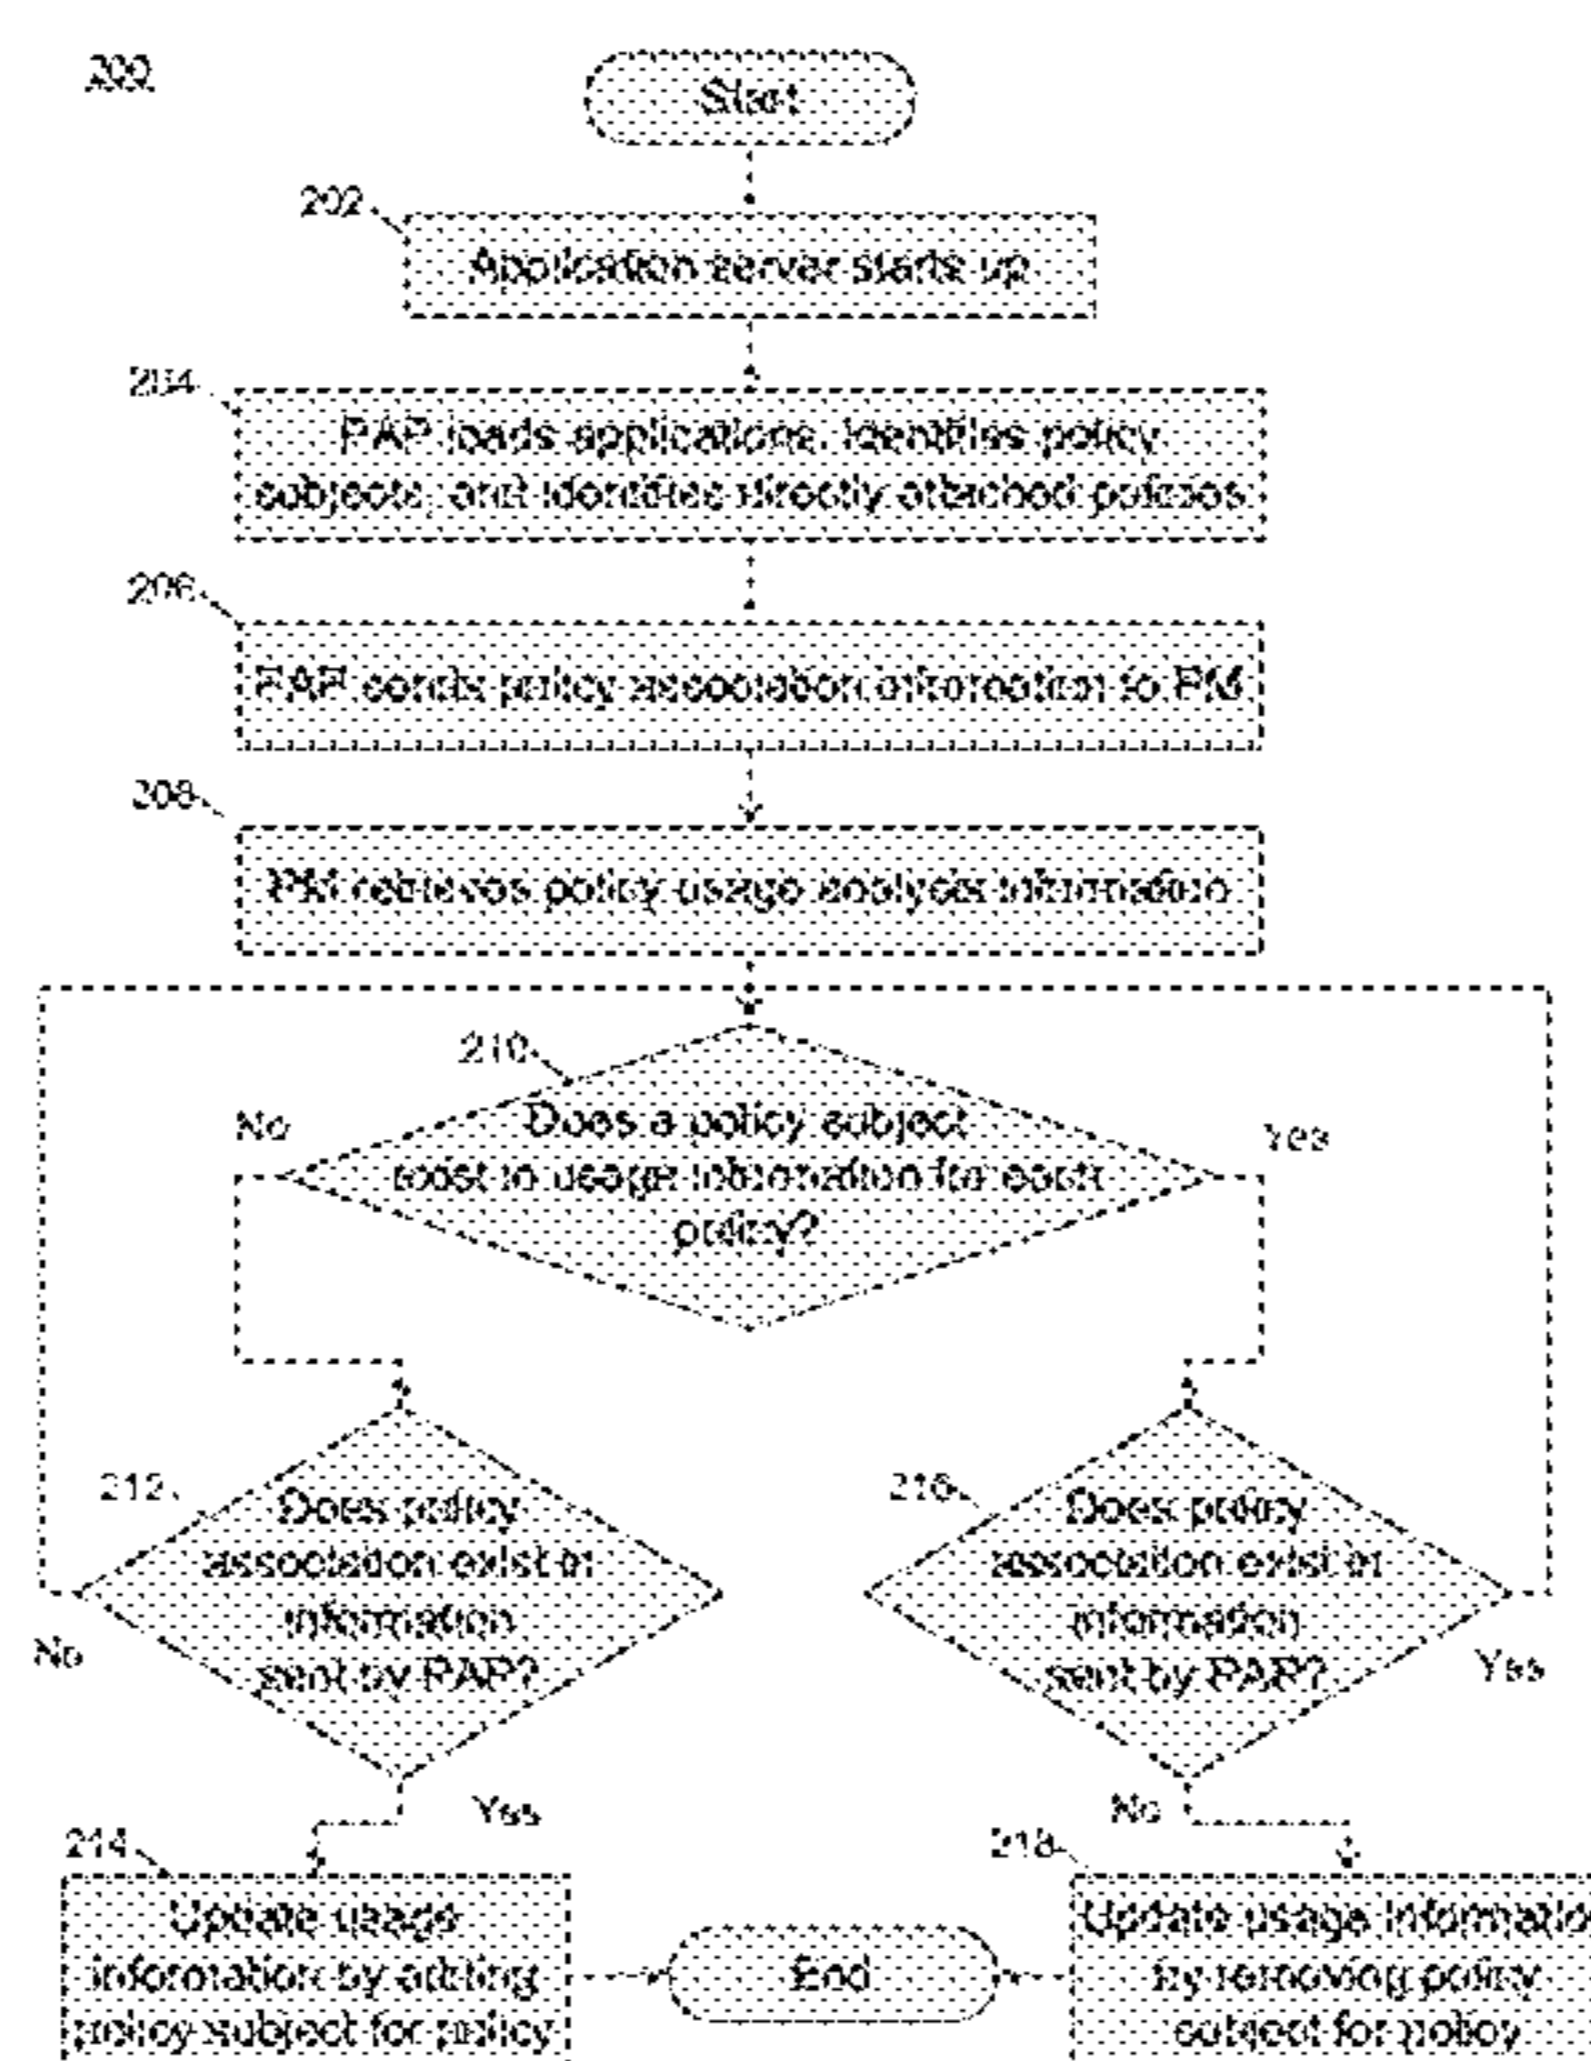 200
Start
202
Application server starts up
204
PAP loads applications, identifies policy
subjects, and identifies directly attached policies
206
PAP sends policy association information to PM
208
PM retrieves policy usage analysis information
210
No
Does a policy subject
exist in usage information for each
policy?
Yes
212
Does policy
association exist in
information
sent by PAP?
No
Yes
216
Does policy
association exist in
information
sent by PAP?
Yes
No
214
Update usage
information by adding
policy subject for policy
End
218
Update usage informatio
by removing policy
subject for policy